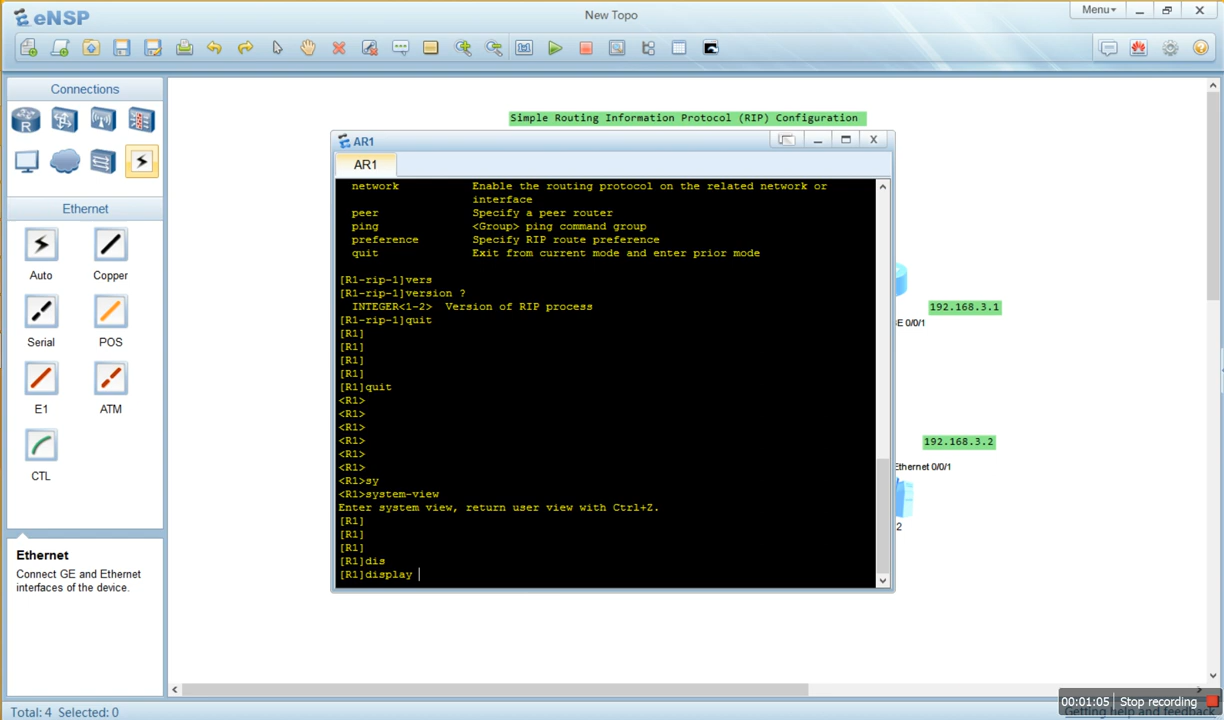 eNSP
New Topo
Menu
Connections
Ethernet
Auto
Copper
Serial
POS
E1
ATM
CTL
Ethernet
Connect GE and Ethernet
interfaces of the device.
Simple Routing Information Protocol (RIP) Configuration
AR1
AR1
network Enable the routing protocol on the related network or
interface
peer Specify a peer router
ping <Group> ping command group
preference Specify RIP route preference
quit Exit from current mode and enter prior mode
[R1-rip-1]vers
[R1-rip-1]version ?
INTEGER<1-2> Version of RIP process
[R1-rip-1]quit
[R1]
[R1]
[R1]
[R1]
[R1]quit
<R1>
<R1>
<R1>
<R1>
<R1>
<R1>
<R1>sy
<R1>system-view
Enter system view, return user view with Ctrl+Z.
[R1]
[R1]
[R1]
[R1]dis
[R1]display
192.168.3.1
E 0/0/1
192.168.3.2
Ethernet 0/0/1
2
Total: 4 Selected: 0
00:01:05 Stop recording
Getting help and feedback